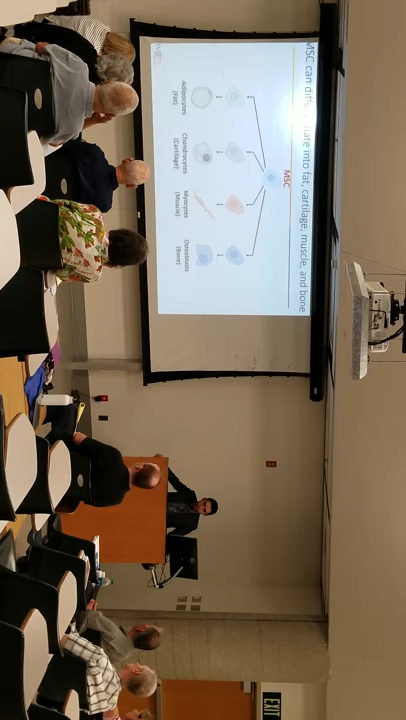 MSC can differentiate into fat, cartilage, muscle, and bone
MSC
Adipocytes
(Fat)
Chondrocytes
(Cartilage)
Myocytes
(Muscle)
Osteoblasts
(Bone)
EXIT